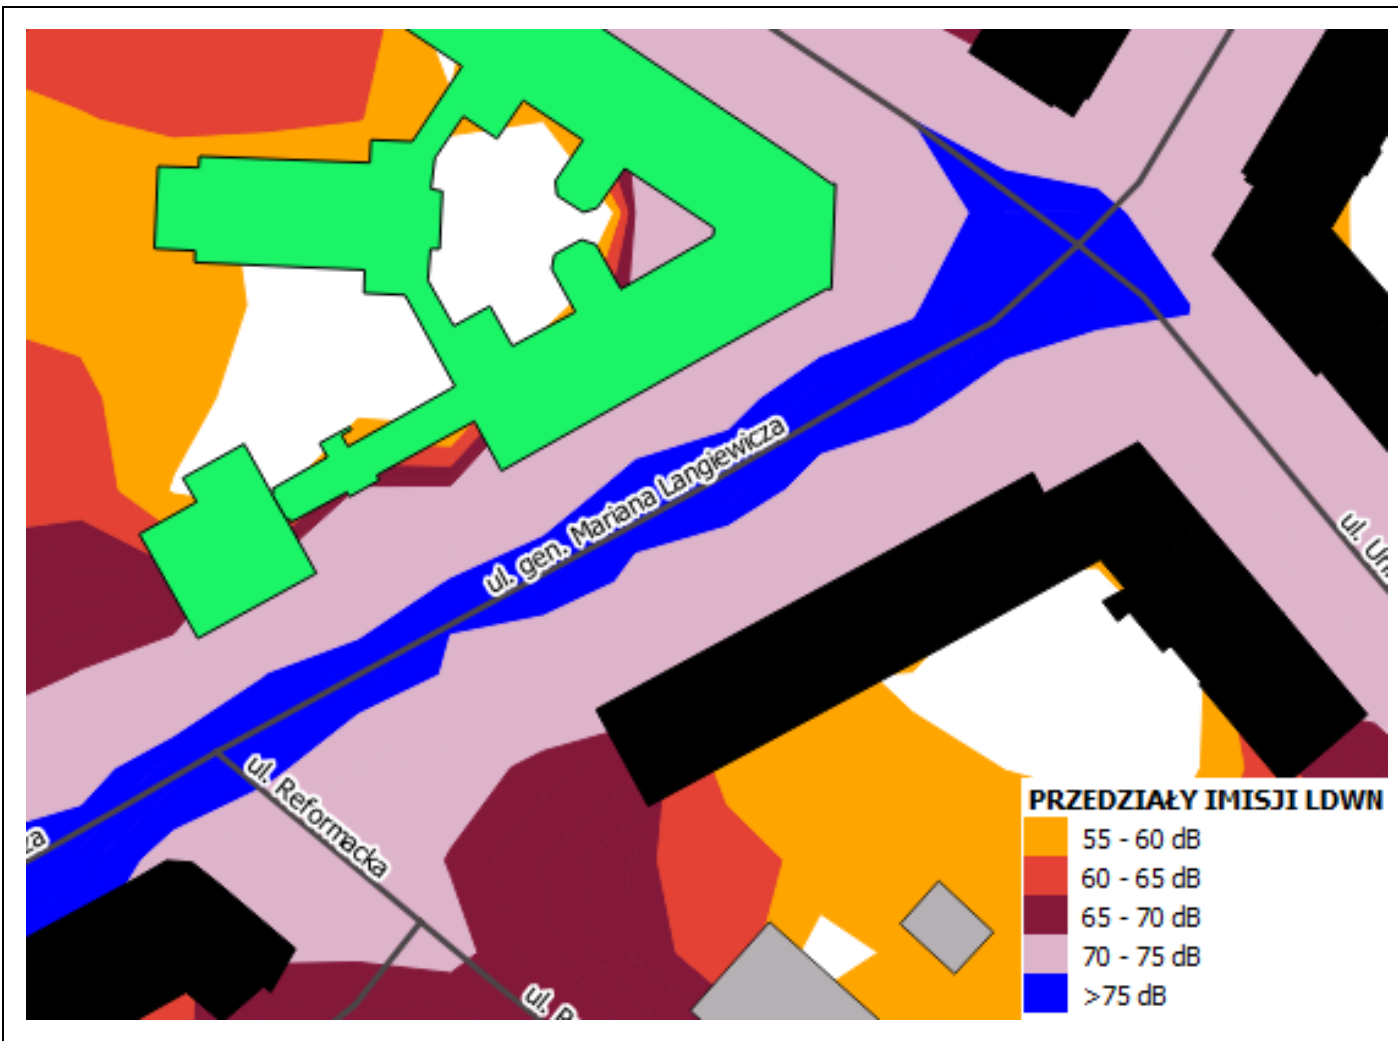 ul. gen. Mariana Langiewicza
ul. Reformacka
PRZEDZIAŁY IMISJI LDWN
55 - 60 dB
60 - 65 dB
65 - 70 dB
70 - 75 dB
>75 dB